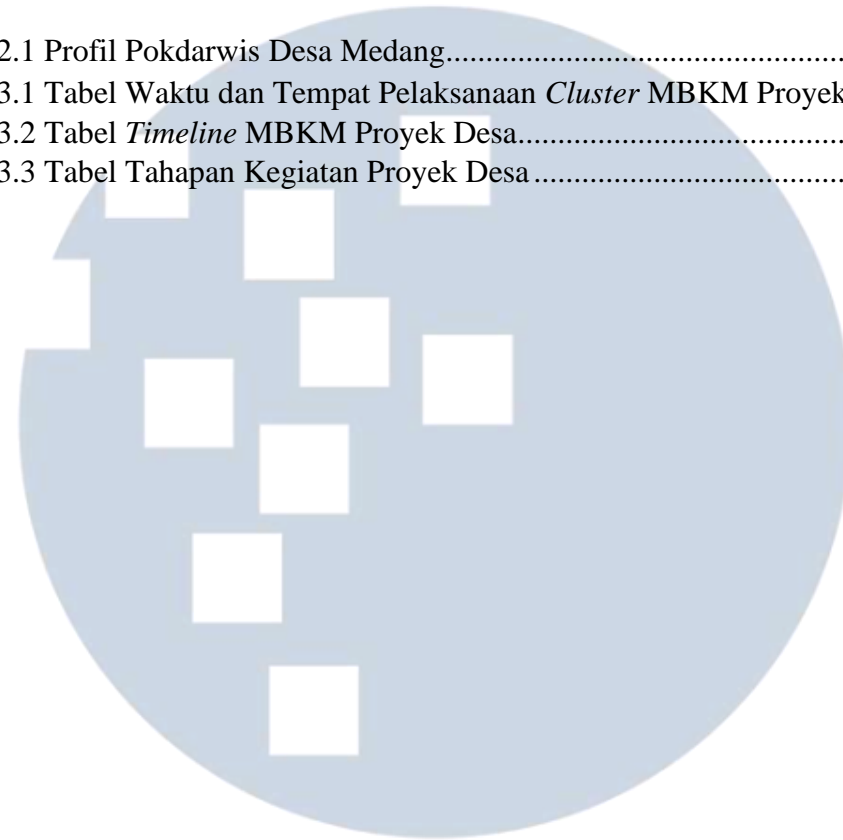 2.1 Profil Pokdarwis Desa Medang..................................................
3.1 Tabel Waktu dan Tempat Pelaksanaan Cluster MBKM Proyek
3.2 Tabel Timeline MBKM Proyek Desa.........................................
3.3 Tabel Tahapan Kegiatan Proyek Desa .......................................